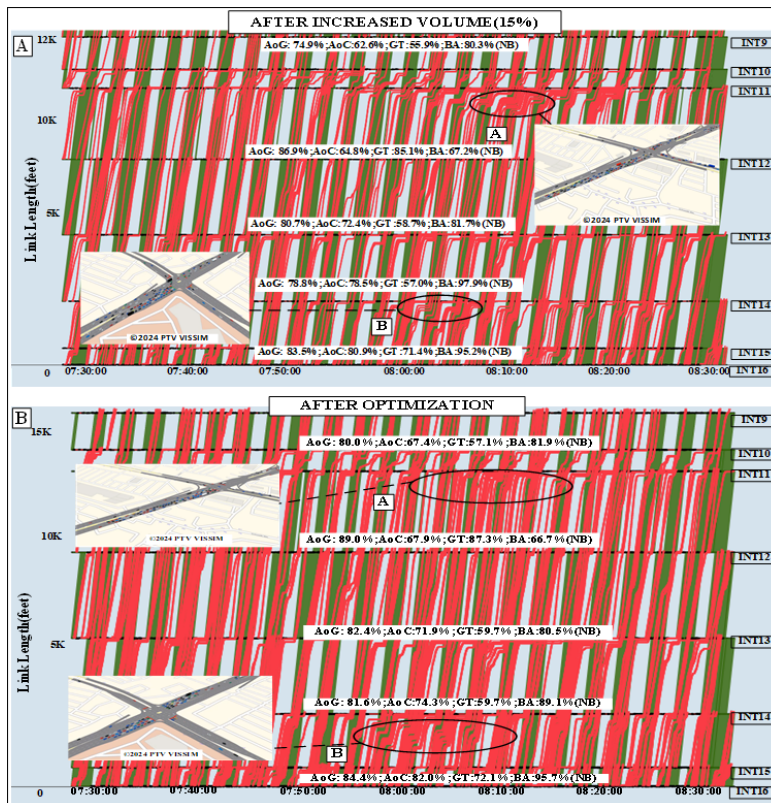 AFTER INCREASED VOLUME(15%)
A
12K
AoG: 74.9%;AoC:62.6%;GT:55.9%;BA:80.3%(NB)
INT9
INT10
INT11
10K
A
AoG: 86.9%;AoC:64.8%;GT:85.1%;BA:67.2%(NB)
INT12
©2024 PTV VISSIM
Link Length(feet)
5K
AoG: 80.7%;AoC:72.4%;GT:58.7%;BA:81.7%(NB)
INT13
AoG: 78.8%;AoC:78.5%;GT:57.0%;BA:97.9%(NB)
INT14
B
©2024 PTV VISSIM
AoG: 83.5%;AoC:80.9%;GT:71.4%;BA:95.2%(NB)
INT15
0
07:30:00 07:40:00 07:50:00 08:00:00 08:10:00 08:20:00 08:30:00
INT16
B
AFTER OPTIMIZATION
15K
INT9
AoG: 80.0%;AoC:67.4%;GT:57.1%;BA:81.9%(NB)
INT10
INT11
A
10K
©2024 PTV VISSIM
AoG: 89.0%;AoC:67.9%;GT:87.3%;BA:66.7%(NB)
INT12
Link Length(feet)
5K
AoG: 82.4%;AoC:71.9%;GT:59.7%;BA:80.5%(NB)
INT13
AoG: 81.6%;AoC:74.3%;GT:59.7%;BA:89.1%(NB)
INT14
B
©2024 PTV VISSIM
AoG: 84.4%;AoC:82.0%;GT:72.1%;BA:95.7%(NB)
INT15
0
07:30:00 07:40:00 07:50:00 08:00:00 08:10:00 08:20:00 08:30:00
INT16